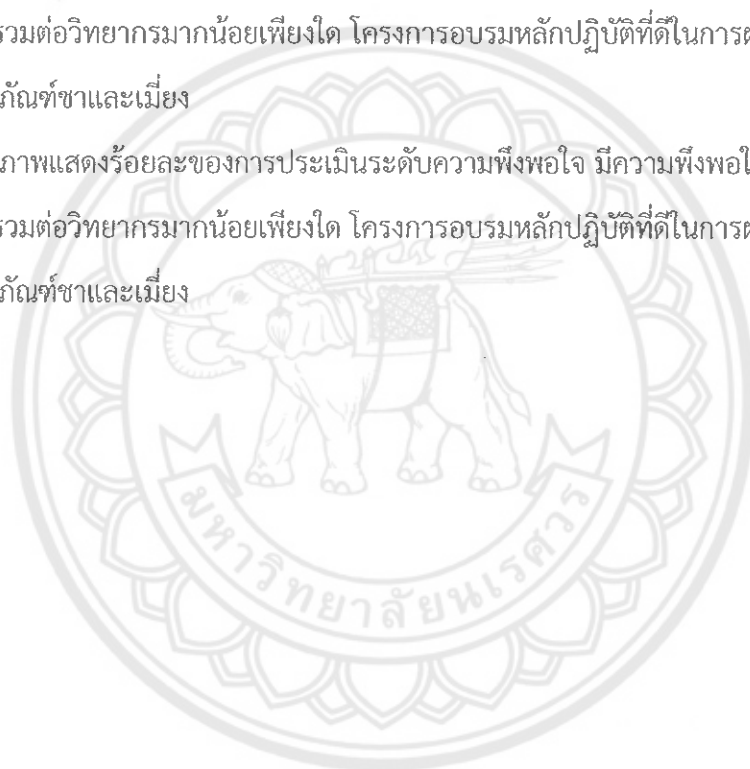 รวมต่อวิทยากรมากน้อยเพียงใด โครงการอบรมหลักปฏิบัติที่ดีในการผ
ภัณฑ์ชาและเมี่ยง
ภาพแสดงร้อยละของการประเมินระดับความพึงพอใจ มีความพึงพอใ
รวมต่อวิทยากรมากน้อยเพียงใด โครงการอบรมหลักปฏิบัติที่ดีในการผ
ภัณฑ์ชาและเมี่ยง
มหาวิทยาลัยนเรศวร